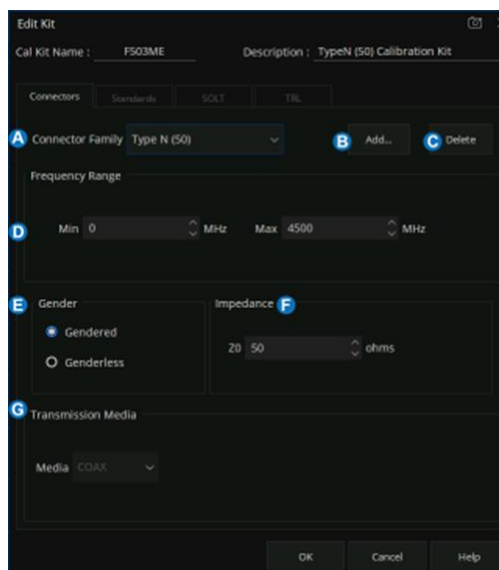 Edit Kit
Cal Kit Name : F503ME Description : TypeN (50) Calibration Kit
Connectors Standards SOLT TRL
A Connector Family Type N (50) B Add... C Delete
Frequency Range
D Min 0 MHz Max 4500 MHz
E Gender Impedance F
Gendered
Z0 50 ohms
Genderless
G Transmission Media
Media COAX
OK Cancel Help